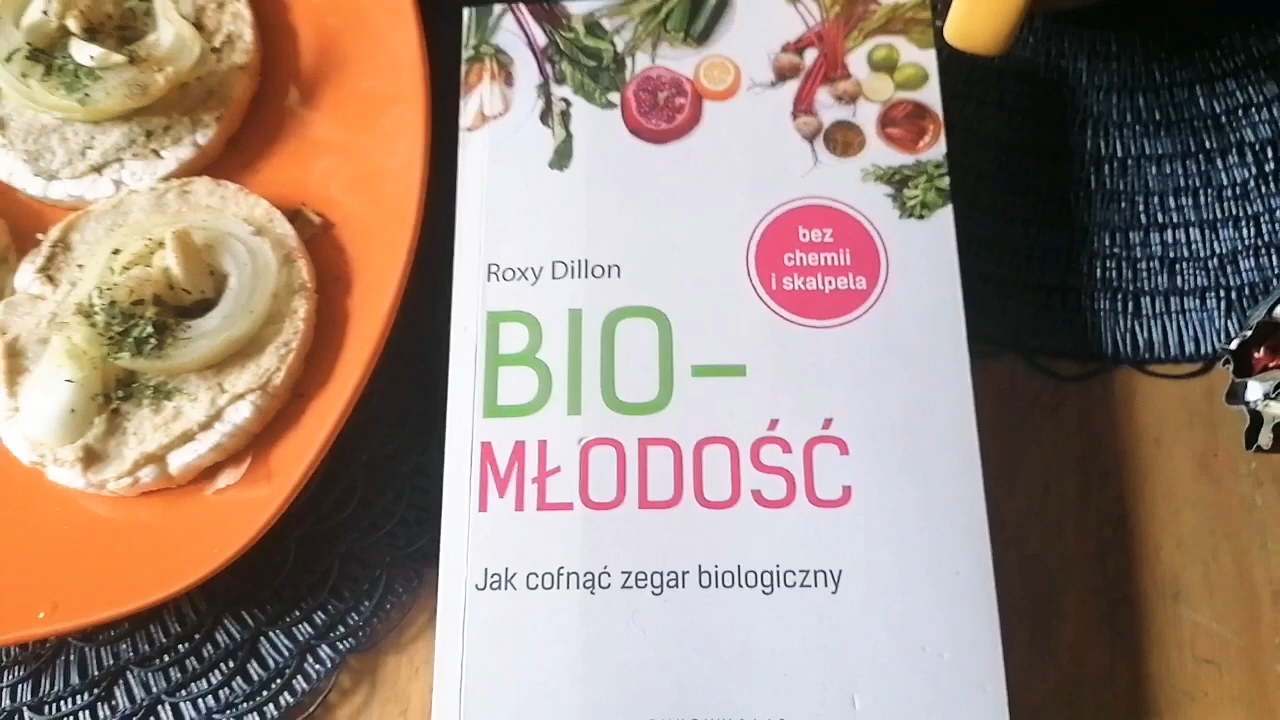 bez
chemii
i skalpela
Roxy Dillon
BIO-
MŁODOŚĆ
Jak cofnąć zegar biologiczny